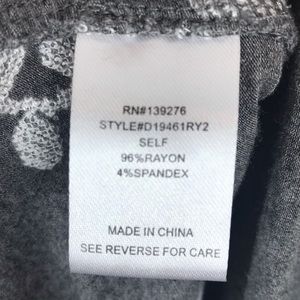 RN#139276
STYLE#D19461RY2
SELF
96%RAYON
4%SPANDEX
MADE IN CHINA
SEE REVERSE FOR CARE